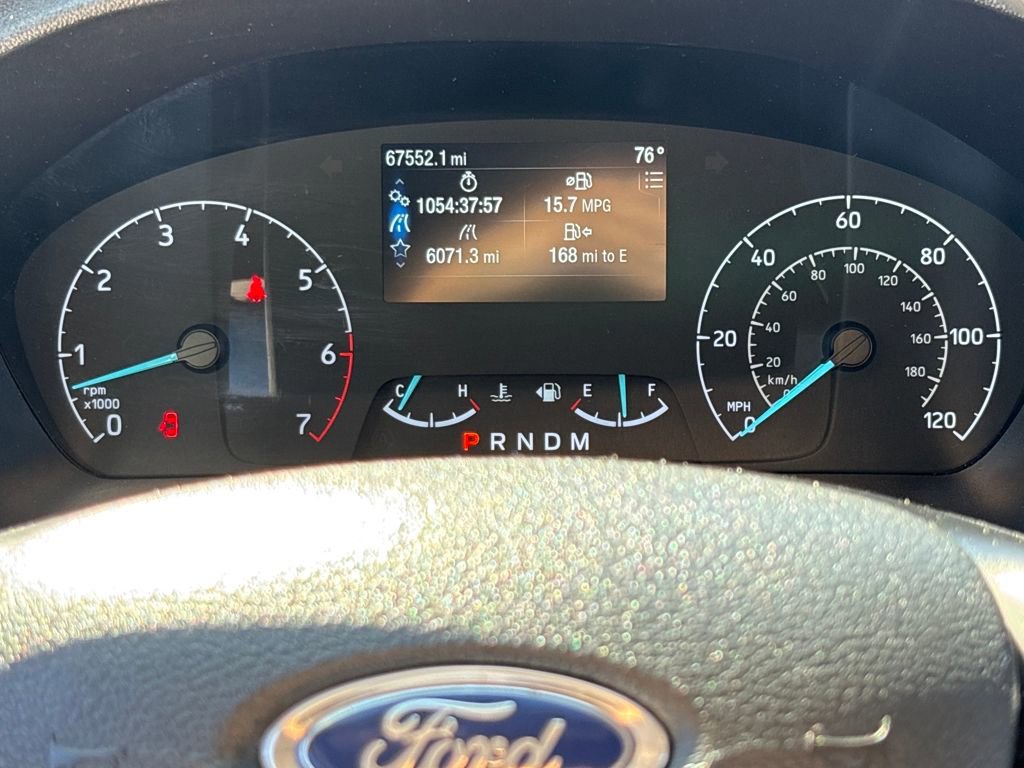 67552.1 mi 76°
1054:37:57 15.7 MPG
6071.3 mi 168 mi to E
0 1 2 3 4 5 6 7
rpm
x1000
C H E F
P R N D M
0 20 40 60 80 100 120
MPH
20 40 60 80 100 120 140 160 180
km/h
Ford